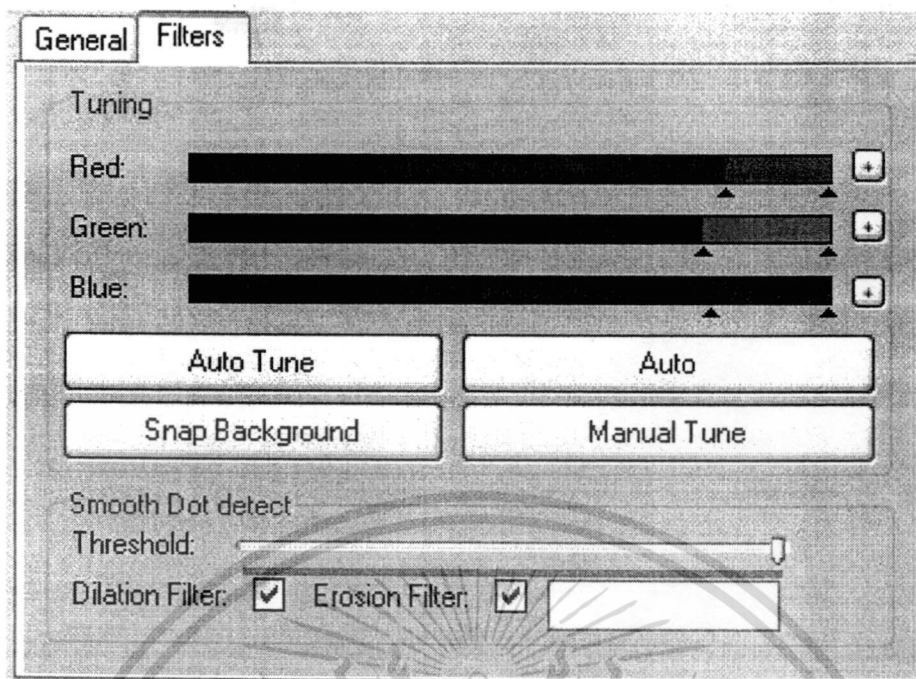 General Filters
Tuning
Red: +
Green: +
Blue: +
Auto Tune Auto
Snap Background Manual Tune
Smooth Dot detect
Threshold:
Dilation Filter: Erosion Filter: